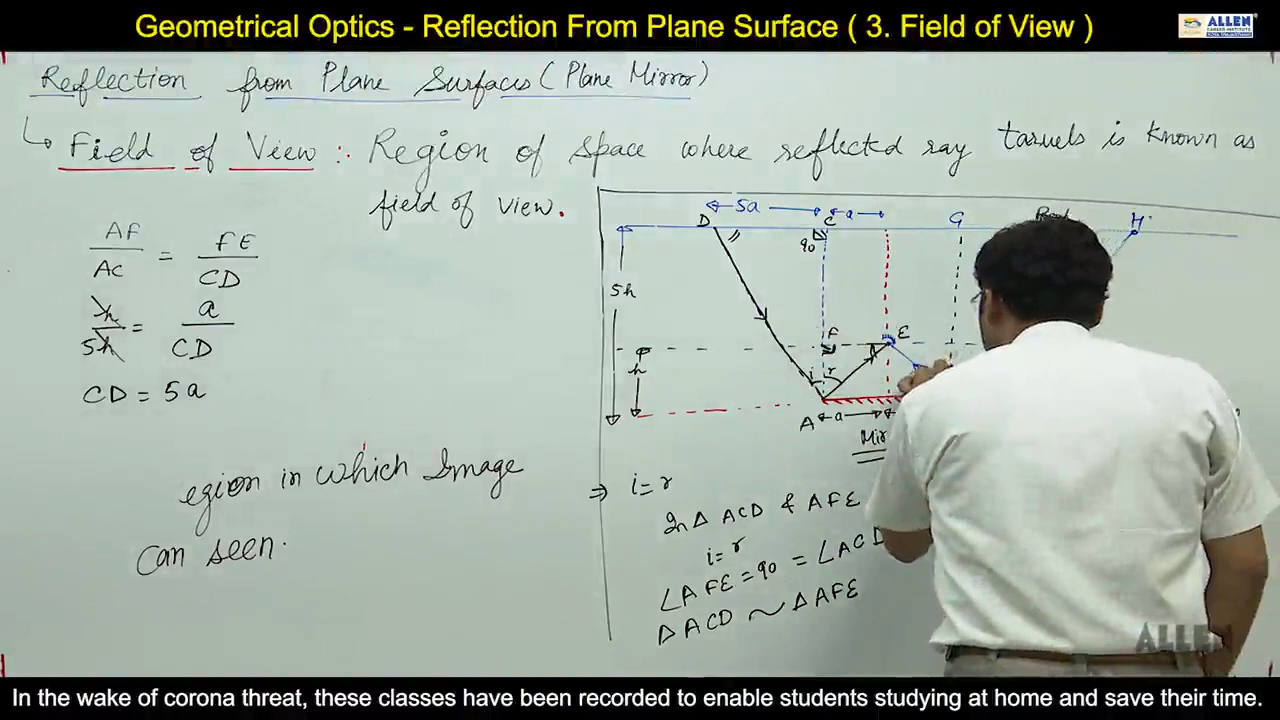 Geometrical Optics - Reflection From Plane Surface ( 3. Field of View )
ALLEN
Reflection from Plane Surfaces (Plane Mirror)
Field of View :- Region of space where reflected ray taruels is known as
field of view.
AF/AC = FE/CD
h/5h = a/CD
CD = 5a
egion in which Image
can seen.
D 5a C a G H
90
5h
F E
h
i r
A a
Mir
⇒ i=r
In Δ ACD & AFE
i=r
∠AFE = 90 = ∠ACD
Δ ACD ~ Δ AFE
ALLEN
In the wake of corona threat, these classes have been recorded to enable students studying at home and save their time.